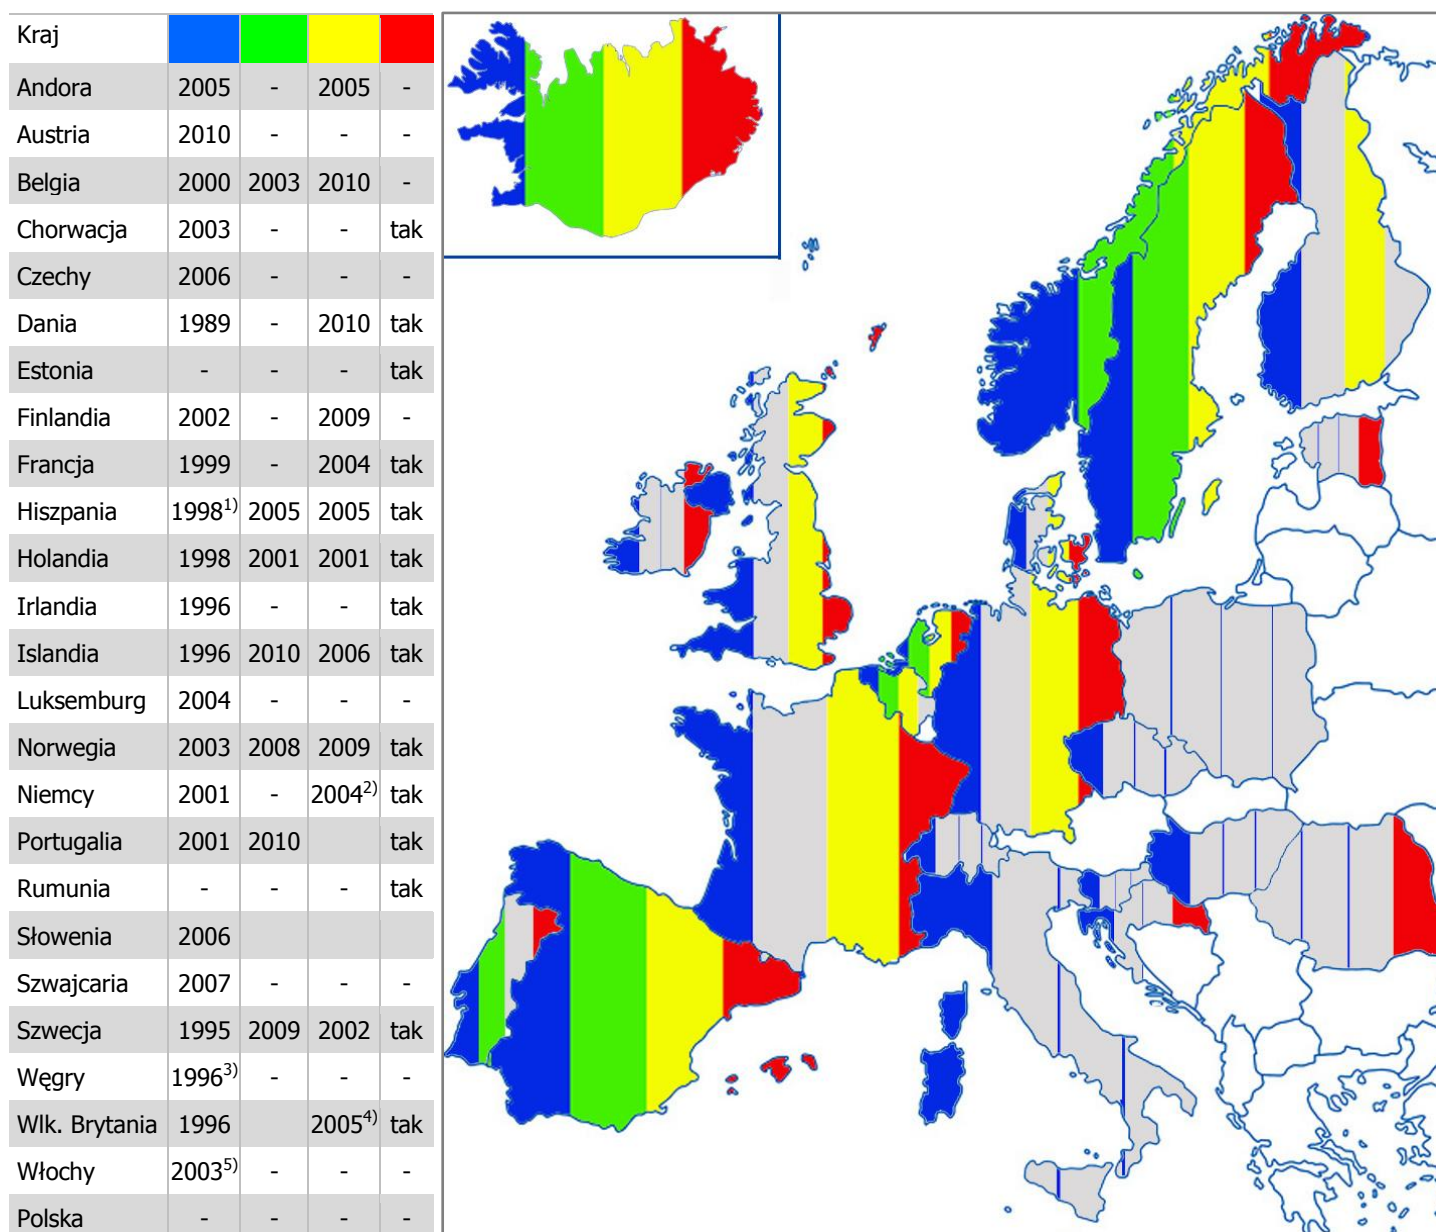 Kraj
Andora 2005 - 2005 -
Austria 2010 - - -
Belgia 2000 2003 2010 -
Chorwacja 2003 - - tak
Czechy 2006 - - -
Dania 1989 - 2010 tak
Estonia - - - tak
Finlandia 2002 - 2009 -
Francja 1999 - 2004 tak
Hiszpania 1998¹⁾ 2005 2005 tak
Holandia 1998 2001 2001 tak
Irlandia 1996 - - tak
Islandia 1996 2010 2006 tak
Luksemburg 2004 - - -
Norwegia 2003 2008 2009 tak
Niemcy 2001 - 2004²⁾ tak
Portugalia 2001 2010 tak
Rumunia - - - tak
Słowenia 2006
Szwajcaria 2007 - - -
Szwecja 1995 2009 2002 tak
Węgry 1996³⁾ - - -
Wlk. Brytania 1996 2005⁴⁾ tak
Włochy 2003⁵⁾ - - -
Polska - - - -